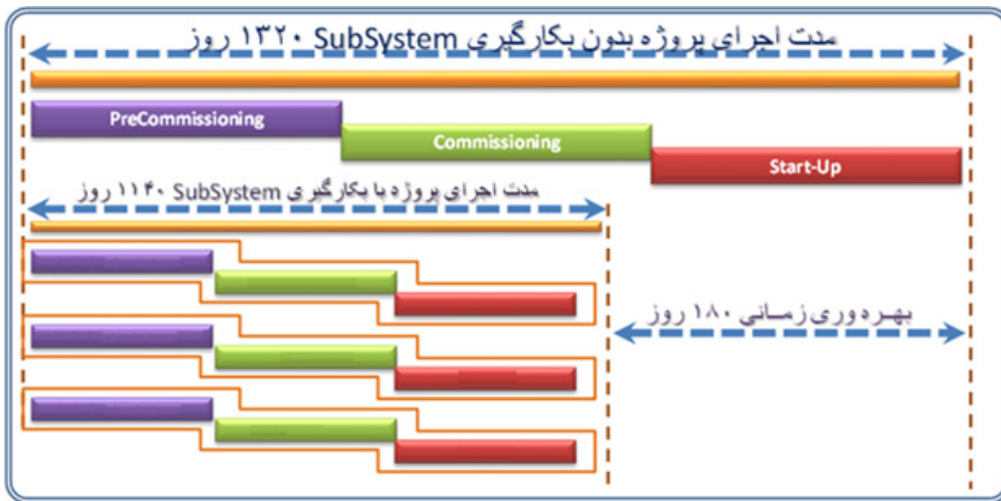 مدت اجرای پروژه بدون بکارگیری SubSystem ۱۳۲۰ روز
PreCommissioning
Commissioning
Start-Up
مدت اجرای پروژه با بکارگیری SubSystem ۱۱۴۰ روز
بهره وری زمانی ۱۸۰ روز